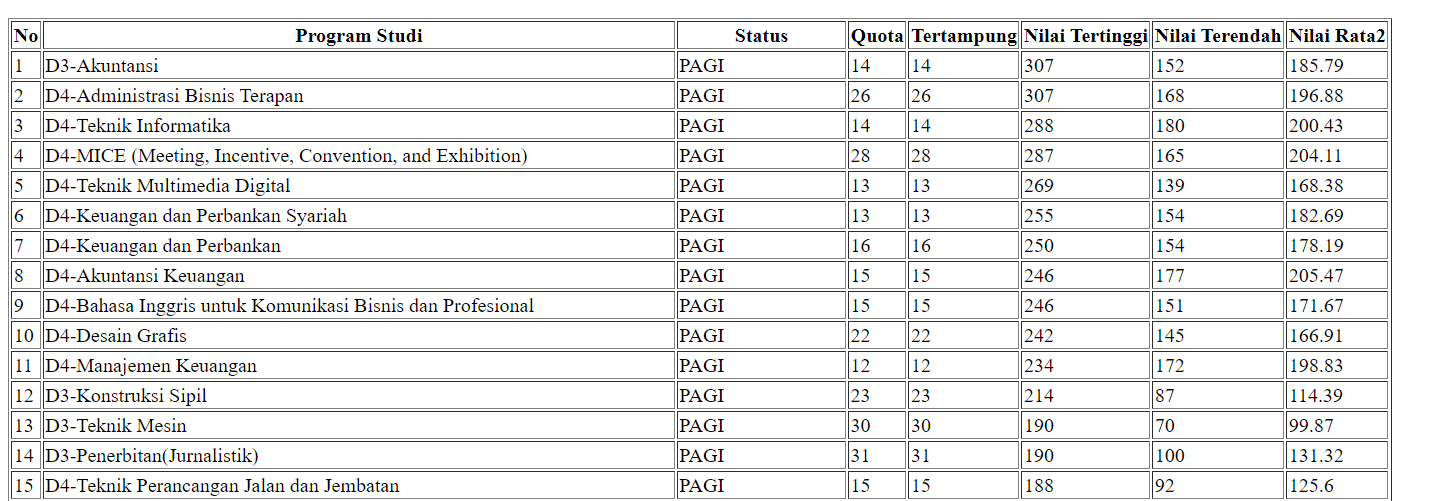 No Program Studi Status Quota Tertampung Nilai Tertinggi Nilai Terendah Nilai Rata2
1 D3-Akuntansi PAGI 14 14 307 152 185.79
2 D4-Administrasi Bisnis Terapan PAGI 26 26 307 168 196.88
3 D4-Teknik Informatika PAGI 14 14 288 180 200.43
4 D4-MICE (Meeting, Incentive, Convention, and Exhibition) PAGI 28 28 287 165 204.11
5 D4-Teknik Multimedia Digital PAGI 13 13 269 139 168.38
6 D4-Keuangan dan Perbankan Syariah PAGI 13 13 255 154 182.69
7 D4-Keuangan dan Perbankan PAGI 16 16 250 154 178.19
8 D4-Akuntansi Keuangan PAGI 15 15 246 177 205.47
9 D4-Bahasa Inggris untuk Komunikasi Bisnis dan Profesional PAGI 15 15 246 151 171.67
10 D4-Desain Grafis PAGI 22 22 242 145 166.91
11 D4-Manajemen Keuangan PAGI 12 12 234 172 198.83
12 D3-Konstruksi Sipil PAGI 23 23 214 87 114.39
13 D3-Teknik Mesin PAGI 30 30 190 70 99.87
14 D3-Penerbitan(Jurnalistik) PAGI 31 31 190 100 131.32
15 D4-Teknik Perancangan Jalan dan Jembatan PAGI 15 15 188 92 125.6